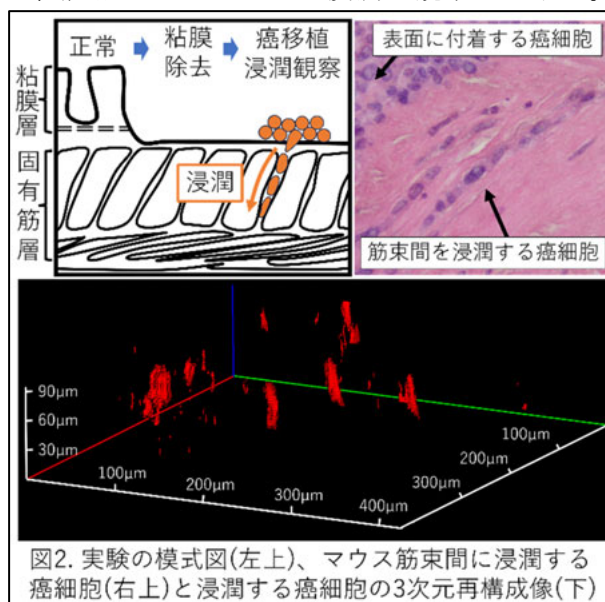 正常 粘膜除去 癌移植浸潤観察
粘膜層
固有筋層
浸潤
表面に付着する癌細胞
筋束間を浸潤する癌細胞
90μm
60μm
30μm
100μm
200μm
300μm
400μm
100μm
200μm
300μm
図2. 実験の模式図(左上)、マウス筋束間に浸潤する
癌細胞(右上)と浸潤する癌細胞の3次元再構成像(下)